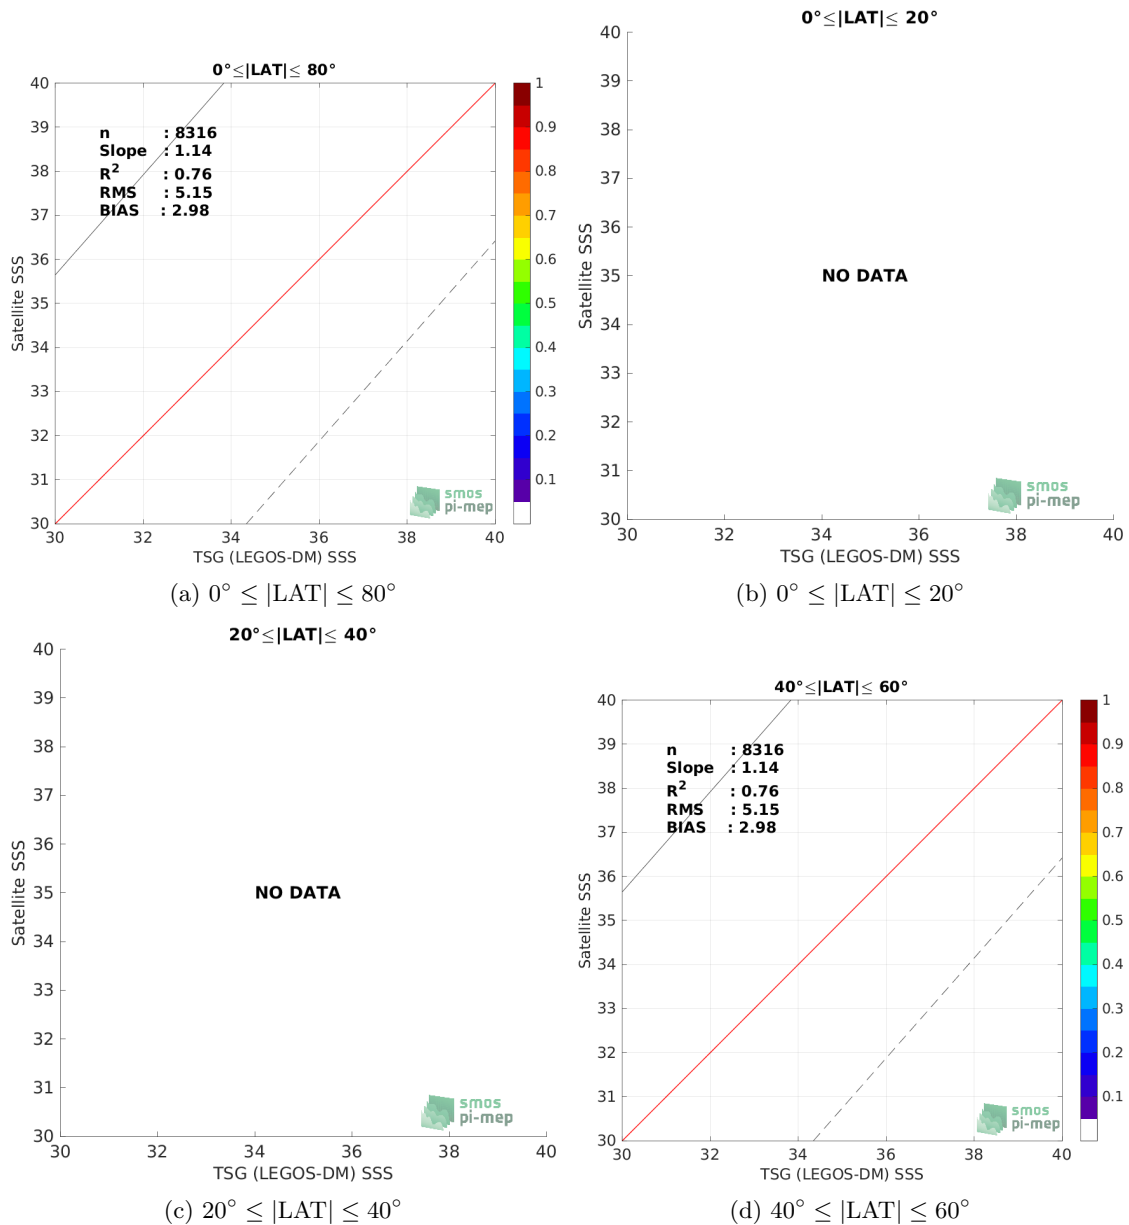 0°≤|LAT|≤ 80°
40
39
38
37
36
35
34
33
32
31
30
Satellite SSS
n : 8316
Slope : 1.14
R² : 0.76
RMS : 5.15
BIAS : 2.98
smos
pi-mep
30 32 34 36 38 40
TSG (LEGOS-DM) SSS
1
0.9
0.8
0.7
0.6
0.5
0.4
0.3
0.2
0.1
(a) 0° ≤ |LAT| ≤ 80°
0°≤|LAT|≤ 20°
40
39
38
37
36
35
34
33
32
31
30
Satellite SSS
NO DATA
smos
pi-mep
30 32 34 36 38 40
TSG (LEGOS-DM) SSS
(b) 0° ≤ |LAT| ≤ 20°
20°≤|LAT|≤ 40°
40
39
38
37
36
35
34
33
32
31
30
Satellite SSS
NO DATA
smos
pi-mep
30 32 34 36 38 40
TSG (LEGOS-DM) SSS
(c) 20° ≤ |LAT| ≤ 40°
40°≤|LAT|≤ 60°
40
39
38
37
36
35
34
33
32
31
30
Satellite SSS
n : 8316
Slope : 1.14
R² : 0.76
RMS : 5.15
BIAS : 2.98
smos
pi-mep
30 32 34 36 38 40
TSG (LEGOS-DM) SSS
1
0.9
0.8
0.7
0.6
0.5
0.4
0.3
0.2
0.1
(d) 40° ≤ |LAT| ≤ 60°